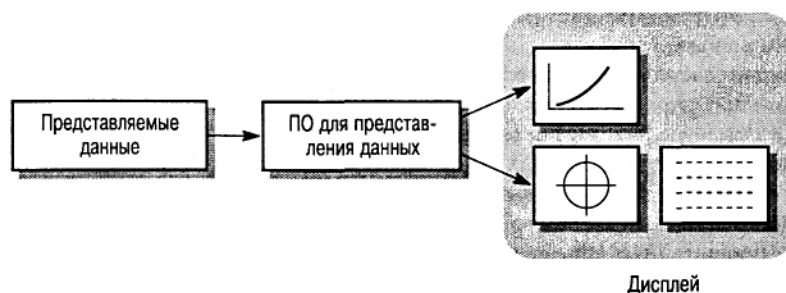 Представляемые
данные
ПО для представ-
ления данных
Дисплей